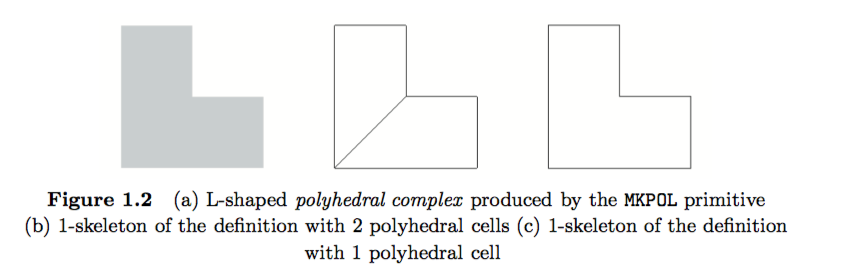 Figure 1.2 (a) L-shaped polyhedral complex produced by the MKPOL primitive
(b) 1-skeleton of the definition with 2 polyhedral cells (c) 1-skeleton of the definition
with 1 polyhedral cell